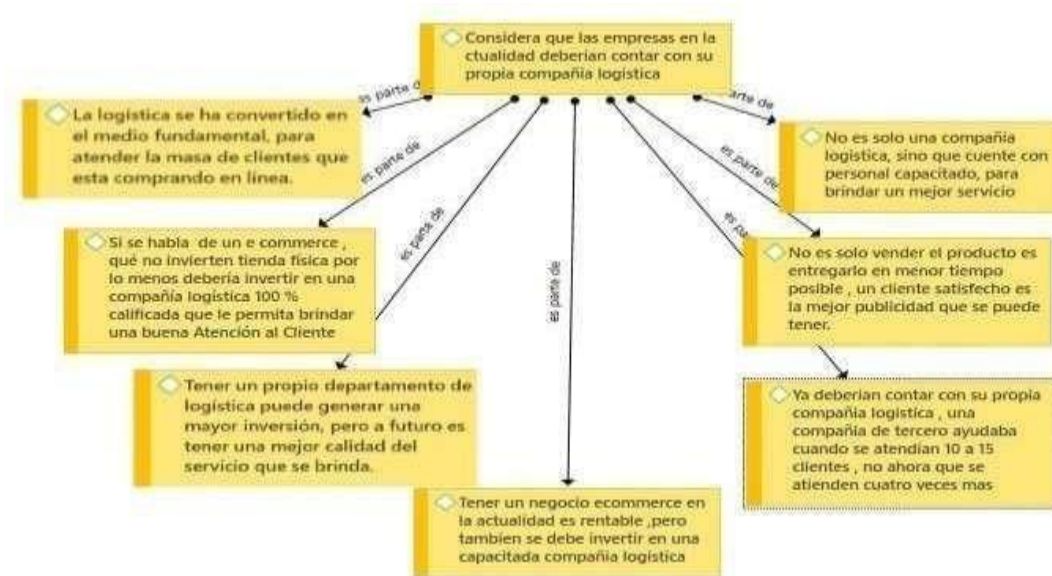 Considera que las empresas en la
ctualidad deberian contar con su
propia compañia logistica
es parte de
La logistica se ha convertido en
el medio fundamental, para
atender la masa de clientes que
esta comprando en linea.
arte de
No es solo una compañia
logistica, sino que cuente con
personal capacitado, para
brindar un mejor servicio
es parte de
Si se habla de un e commerce ,
qué no invierten tienda física por
lo menos debería invertir en una
compañía logística 100 %
calificada que le permita brindar
una buena Atención al Cliente
es parte de
No es solo vender el producto es
entregarlo en menor tiempo
posible , un cliente satisfecho es
la mejor publicidad que se puede
tener.
es parte de
Tener un propio departamento de
logística puede generar una
mayor inversión, pero a futuro es
tener una mejor calidad del
servicio que se brinda.
es pa
Ya deberian contar con su propia
compañia logistica , una
compañia de tercero ayudaba
cuando se atendian 10 a 15
clientes , no ahora que se
atienden cuatro veces mas
es parte de
Tener un negocio ecommerce en
la actualidad es rentable ,pero
tambien se debe invertir en una
capacitada compañia logistica